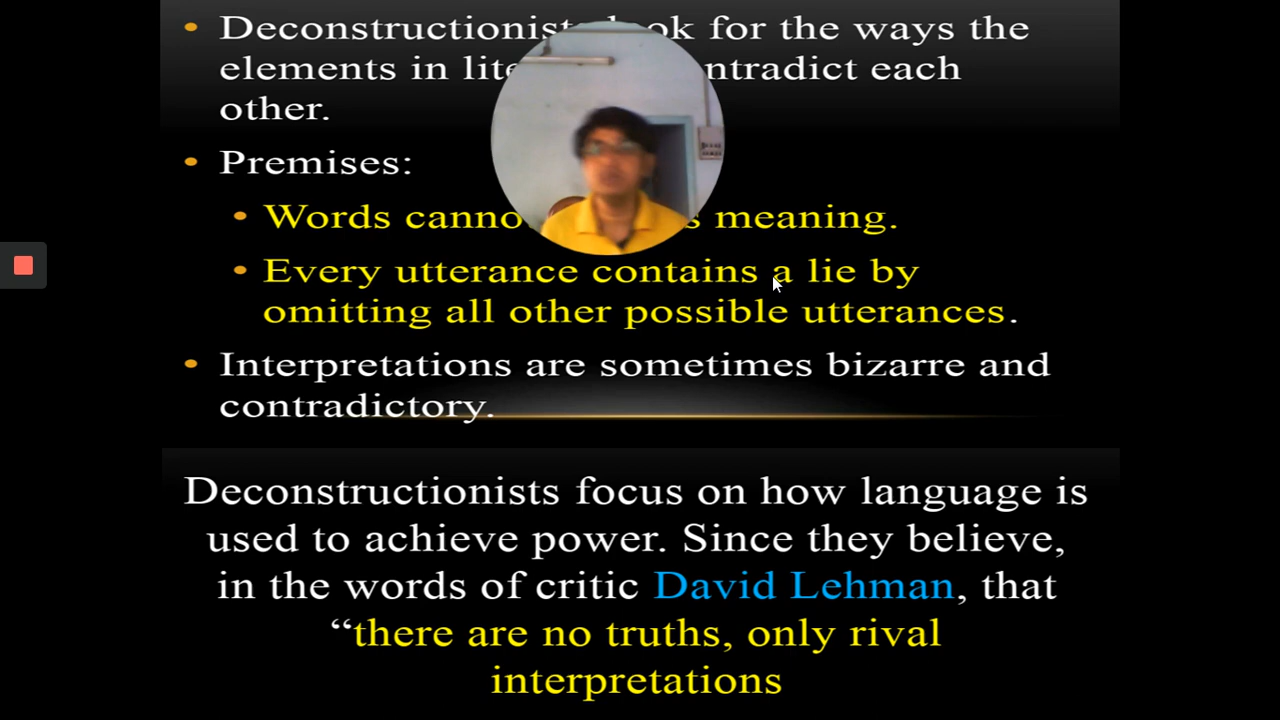 • Deconstructionist ok for the ways the
elements in lite ntradict each
other.
• Premises:
• Words canno s meaning.
• Every utterance contains a lie by
omitting all other possible utterances.
• Interpretations are sometimes bizarre and
contradictory.
Deconstructionists focus on how language is
used to achieve power. Since they believe,
in the words of critic David Lehman, that
“there are no truths, only rival
interpretations